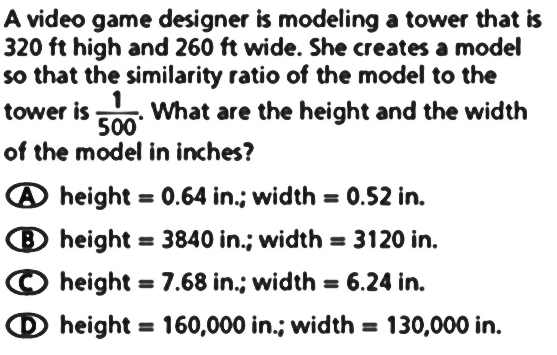 A video game designer is modeling a tower that is
320 ft high and 260 ft wide. She creates a model
so that the similarity ratio of the model to the
tower is 1/500. What are the height and the width
of the model in inches?
A height = 0.64 in.; width = 0.52 in.
B height = 3840 in.; width = 3120 in.
C height = 7.68 in.; width = 6.24 in.
D height = 160,000 in.; width = 130,000 in.